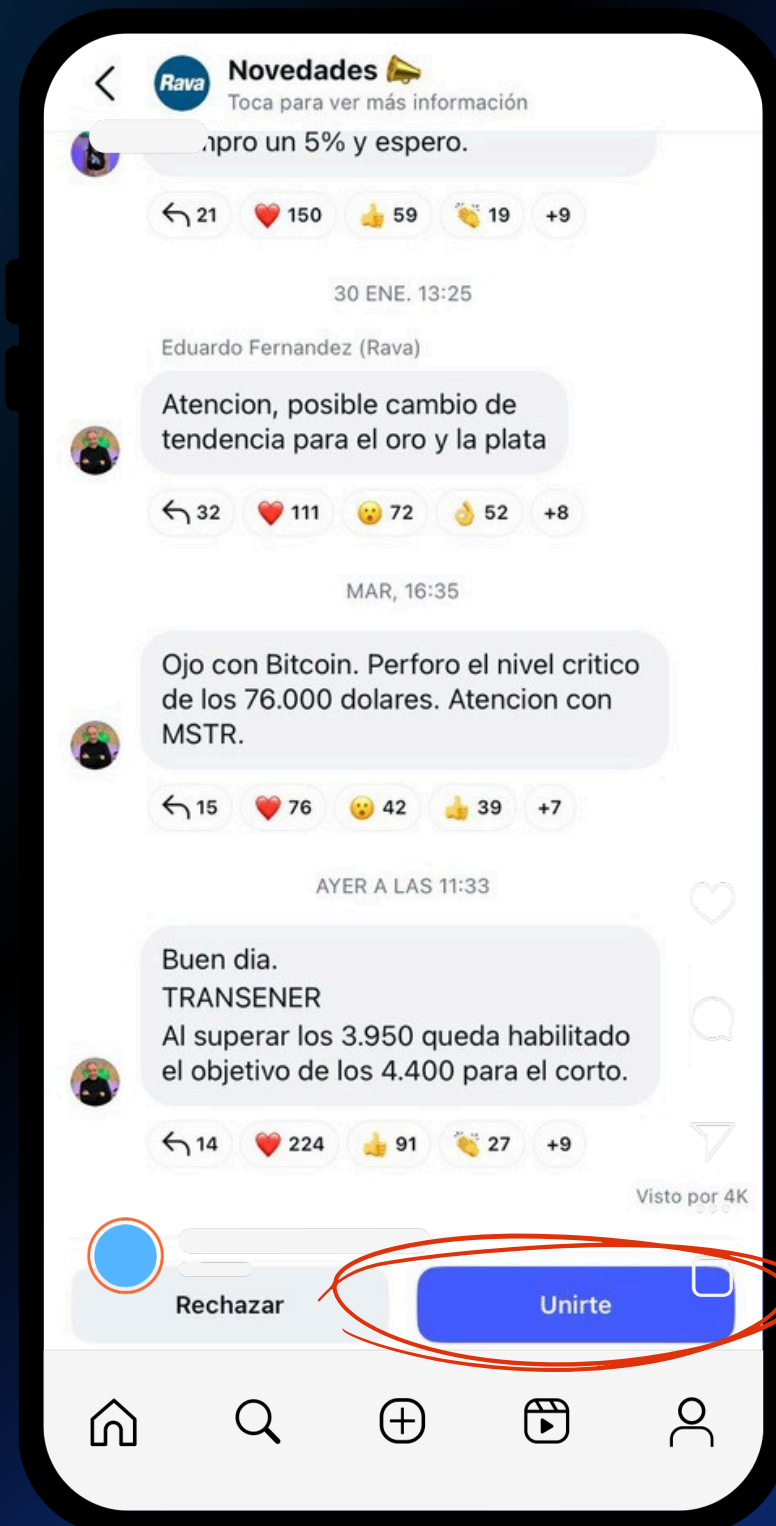 Rava
Novedades 📣
Toca para ver más información
un 5% y espero.
21 ❤️ 150 👍 59 👏 19 +9
30 ENE. 13:25
Eduardo Fernandez (Rava)
Atencion, posible cambio de
tendencia para el oro y la plata
32 ❤️ 111 😮 72 👌 52 +8
MAR, 16:35
Ojo con Bitcoin. Perforo el nivel critico
de los 76.000 dolares. Atencion con
MSTR.
15 ❤️ 76 😮 42 👍 39 +7
AYER A LAS 11:33
Buen dia.
TRANSENER
Al superar los 3.950 queda habilitado
el objetivo de los 4.400 para el corto.
14 ❤️ 224 👍 91 👏 27 +9
Visto por 4K
Rechazar
Unirte